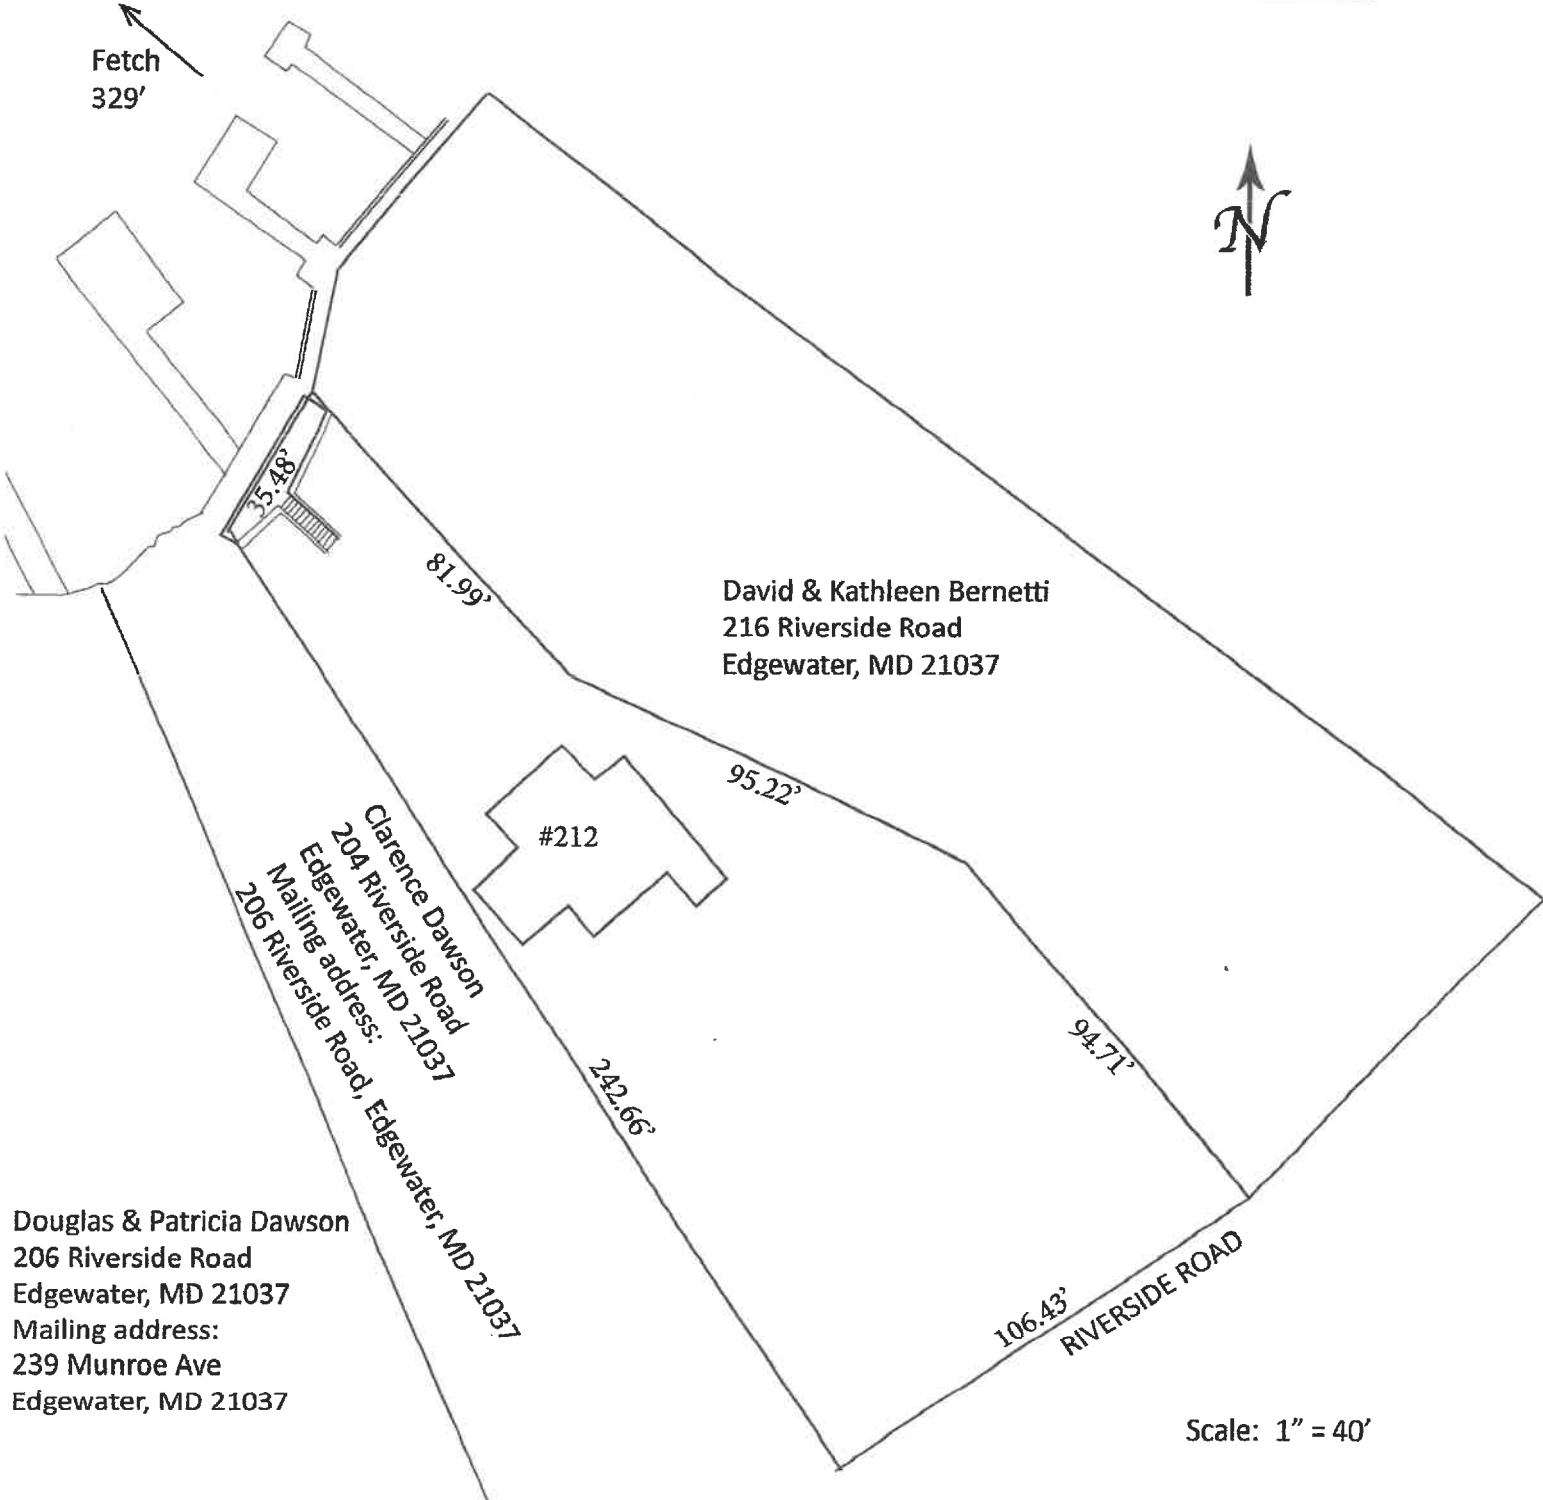 Fetch
329’
N
35.48’
81.99’
David & Kathleen Bernetti
216 Riverside Road
Edgewater, MD 21037
95.22’
#212
Clarence Dawson
204 Riverside Road
Edgewater, MD 21037
Mailing address:
206 Riverside Road, Edgewater, MD 21037
94.71’
242.66’
Douglas & Patricia Dawson
206 Riverside Road
Edgewater, MD 21037
Mailing address:
239 Munroe Ave
Edgewater, MD 21037
106.43’
RIVERSIDE ROAD
Scale: 1” = 40’